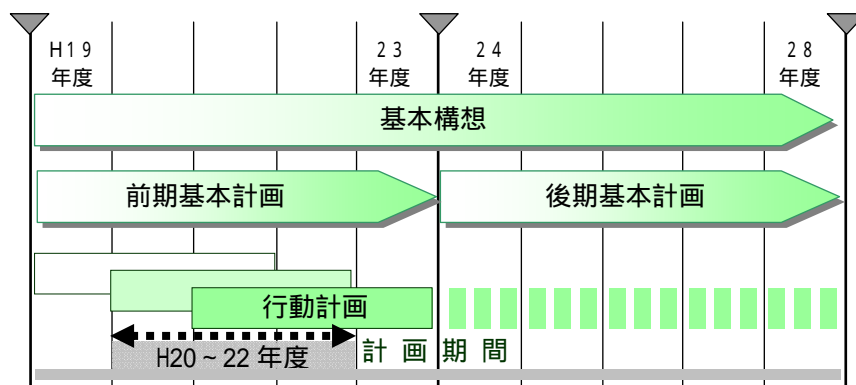 H19
年度
23
年度
24
年度
28
年度
基本構想
前期基本計画
後期基本計画
行動計画
H20~22年度
計画期間